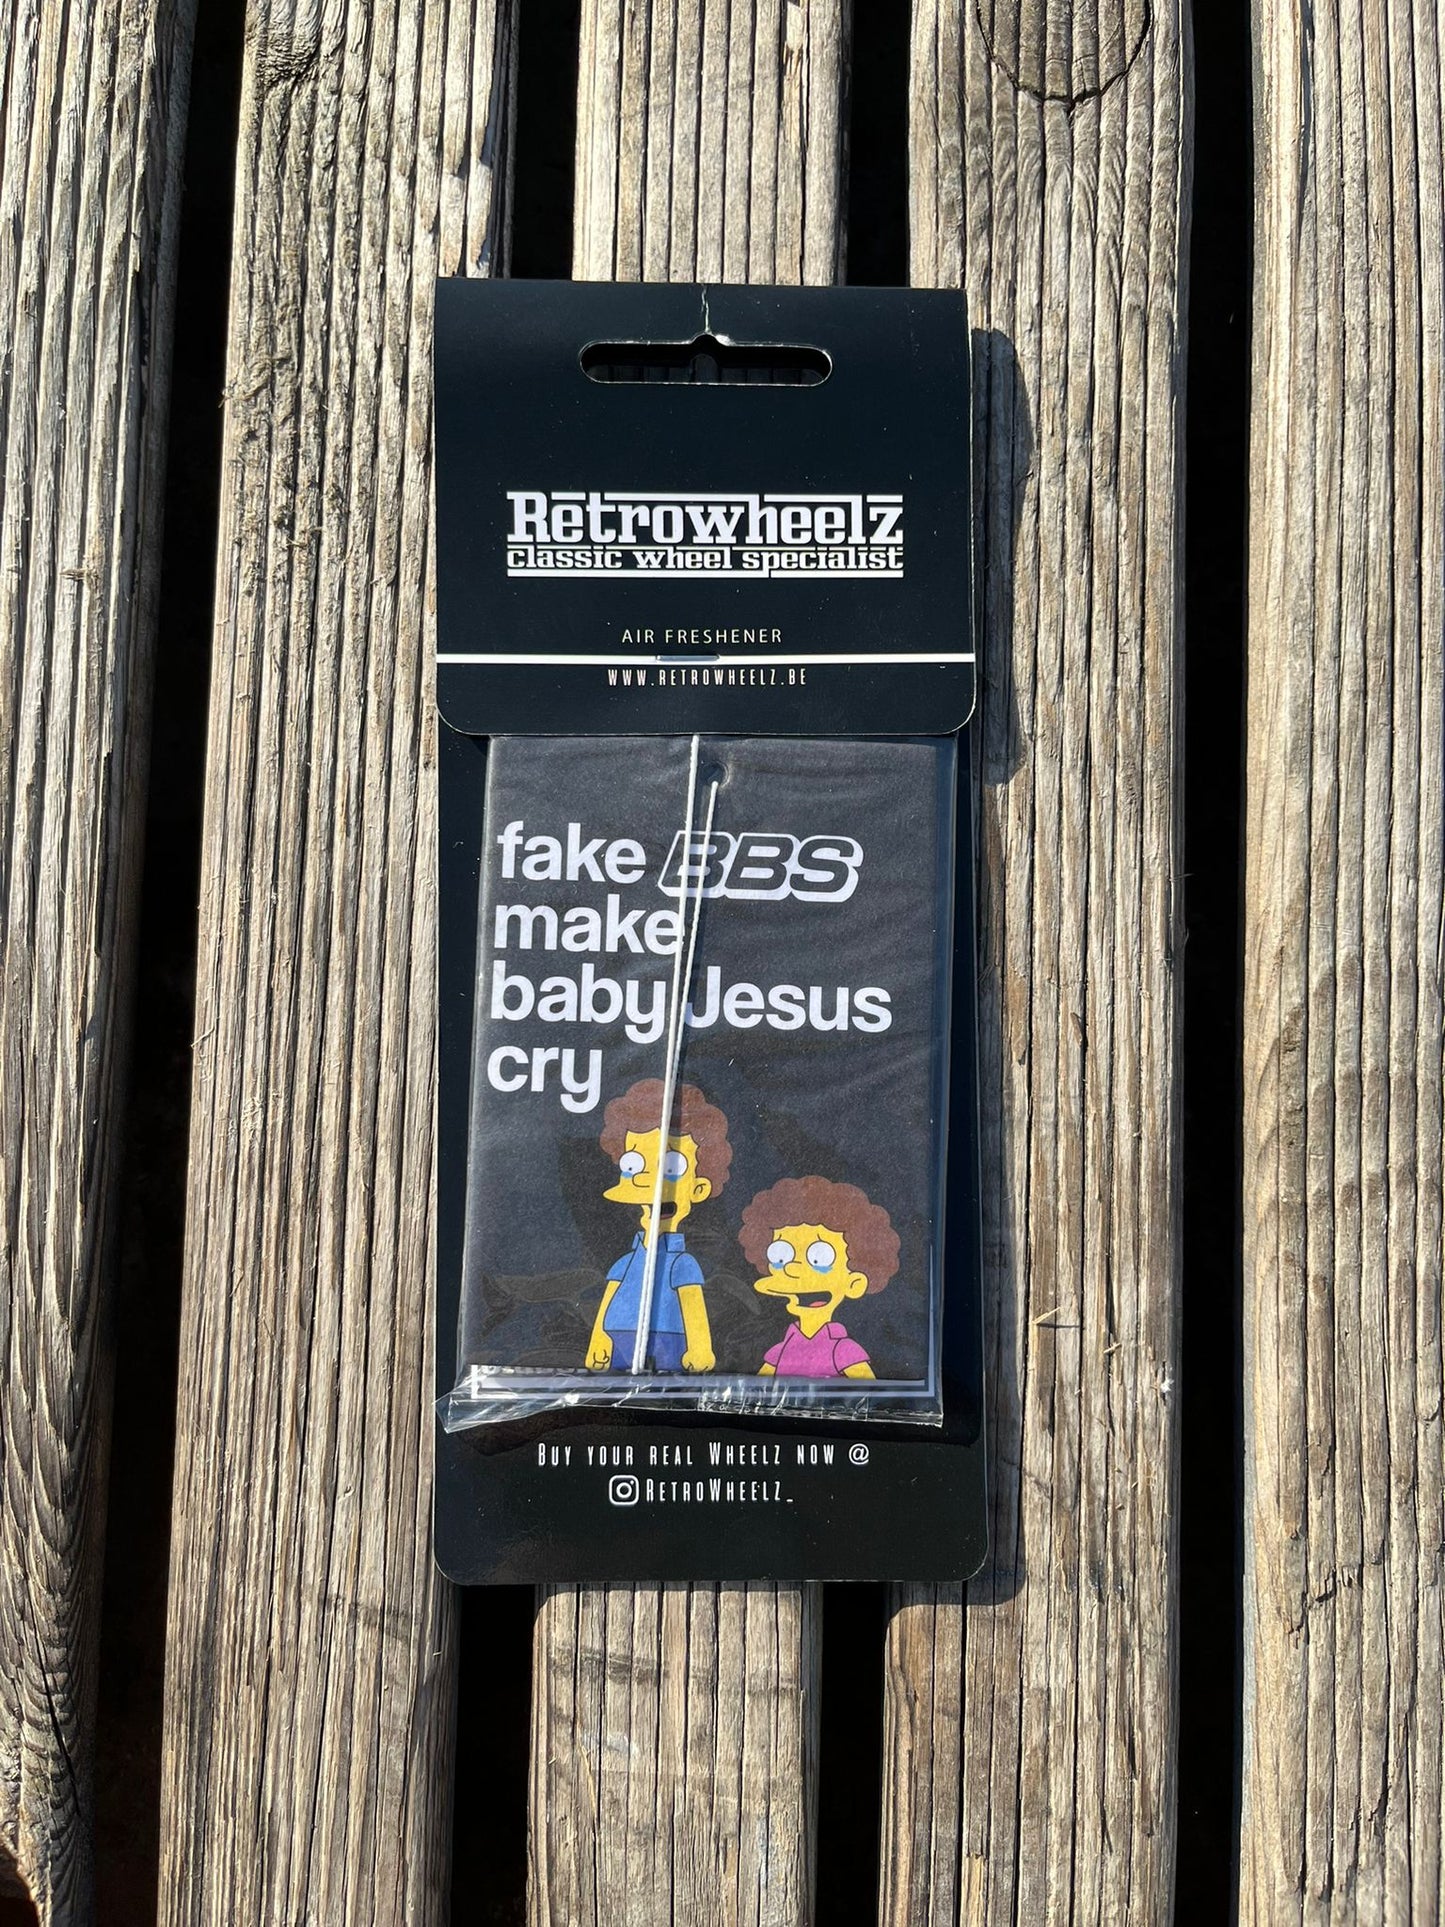 Retrowheelz
classic wheel specialist
AIR FRESHENER
WWW.RETROWHEELZ.BE
fake BBS
make
baby Jesus
cry
BUY YOUR REAL WHEELZ NOW @
RETROWHEELZ_